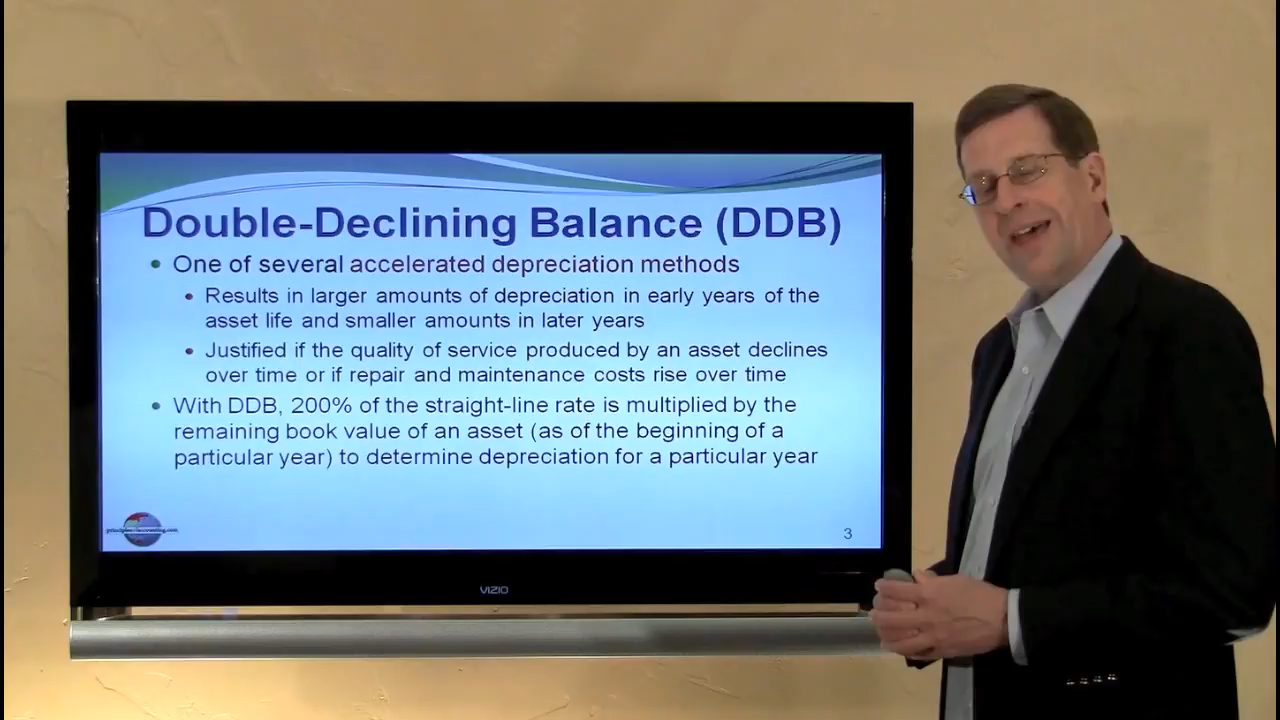 Double-Declining Balance (DDB)
• One of several accelerated depreciation methods
• Results in larger amounts of depreciation in early years of the
asset life and smaller amounts in later years
• Justified if the quality of service produced by an asset declines
over time or if repair and maintenance costs rise over time
• With DDB, 200% of the straight-line rate is multiplied by the
remaining book value of an asset (as of the beginning of a
particular year) to determine depreciation for a particular year
3
VIZIO